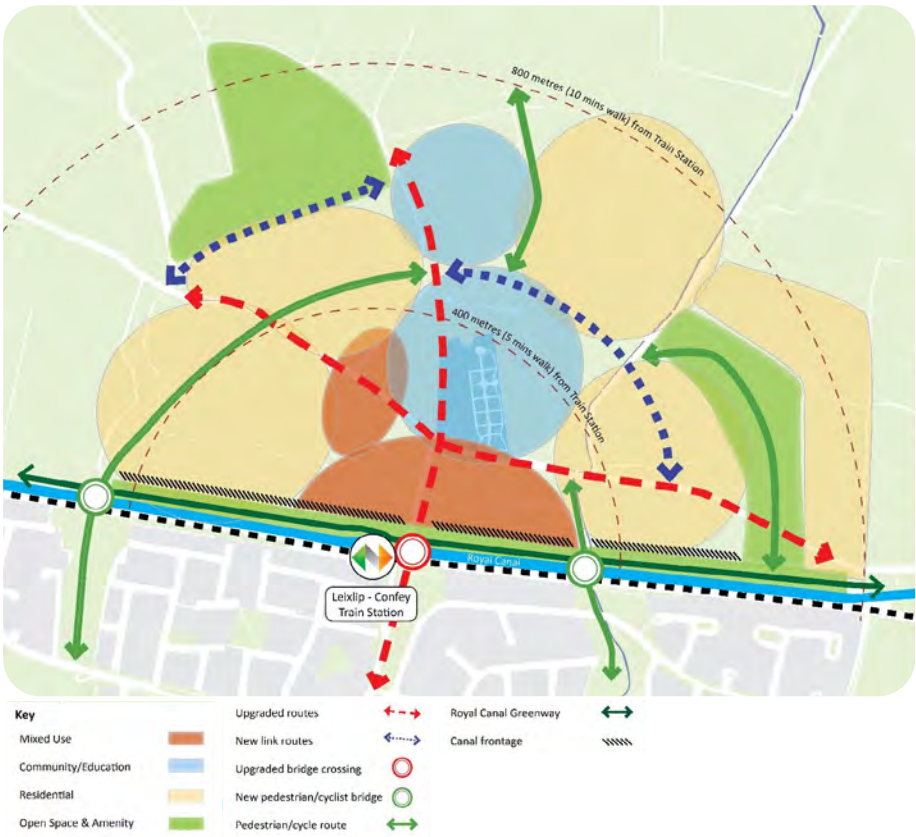 800 metres (10 mins walk) from Train Station
400 metres (5 mins walk) from Train Station
Royal Canal
Leixlip - Confey
Train Station
Key
Mixed Use
Community/Education
Residential
Open Space & Amenity
Upgraded routes
New link routes
Upgraded bridge crossing
New pedestrian/cyclist bridge
Pedestrian/cycle route
Royal Canal Greenway
Canal frontage